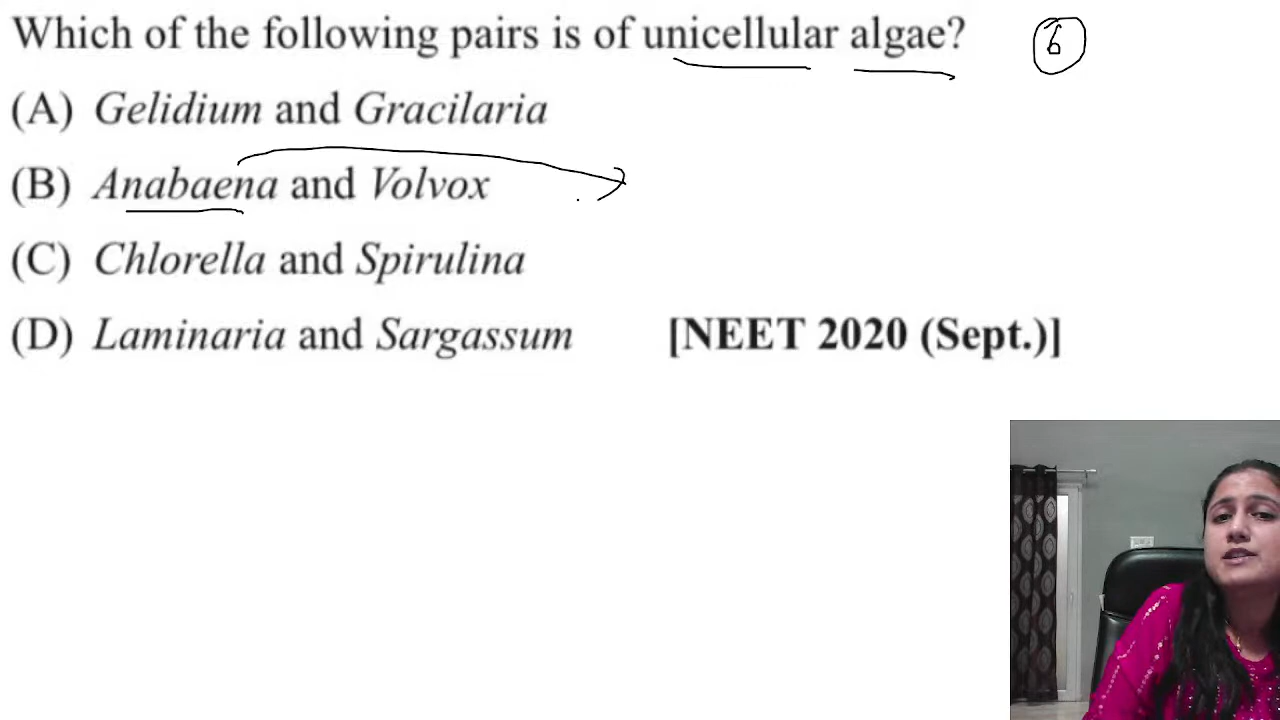 Which of the following pairs is of unicellular algae? 6
(A) Gelidium and Gracilaria
(B) Anabaena and Volvox
(C) Chlorella and Spirulina
(D) Laminaria and Sargassum [NEET 2020 (Sept.)]